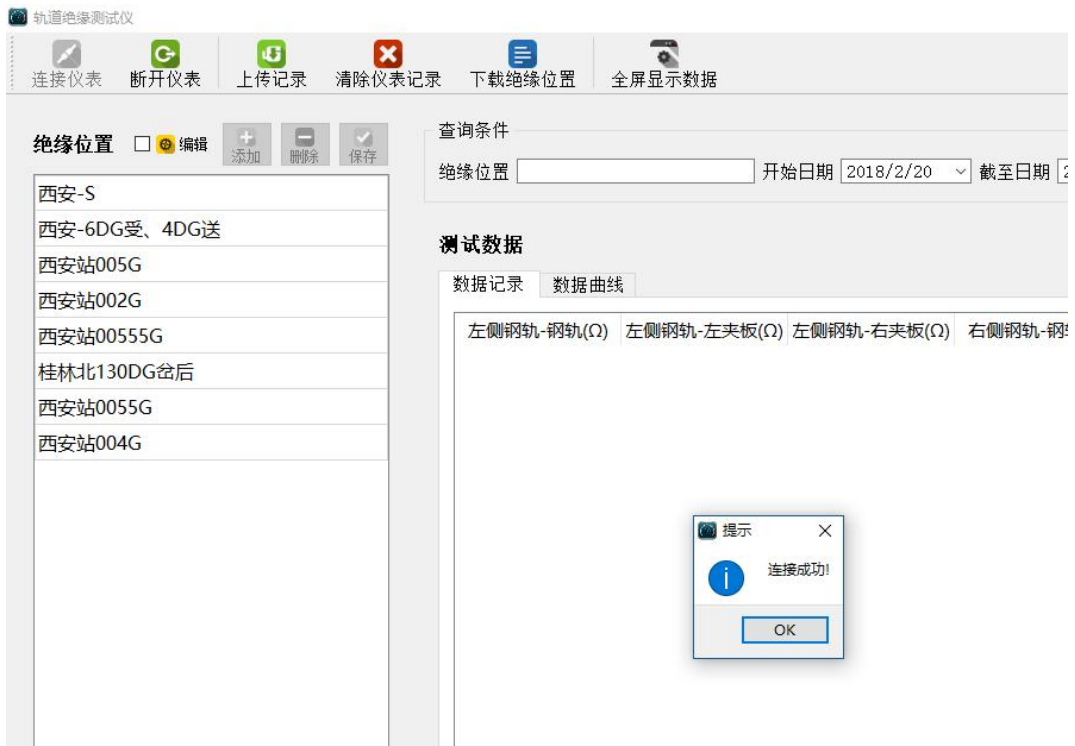 轨道绝缘测试仪
连接仪表 断开仪表 上传记录 清除仪表记录 下载绝缘位置 全屏显示数据
绝缘位置 编辑 添加 删除 保存
西安-S
西安-6DG受、4DG送
西安站005G
西安站002G
西安站00555G
桂林北130DG岔后
西安站0055G
西安站004G
查询条件
绝缘位置 开始日期 2018/2/20 截至日期 2
测试数据
数据记录 数据曲线
左侧钢轨-钢轨(Ω) 左侧钢轨-左夹板(Ω) 左侧钢轨-右夹板(Ω) 右侧钢轨-钢
提示
连接成功!
OK